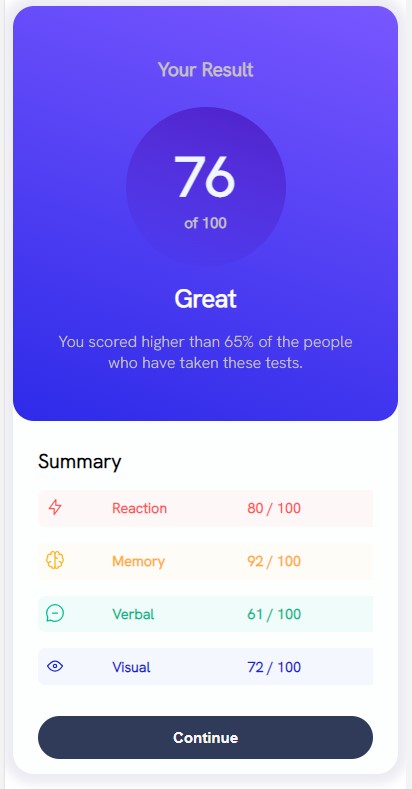 Your Result
76
of 100
Great
You scored higher than 65% of the people
who have taken these tests.
Summary
Reaction 80 / 100
Memory 92 / 100
Verbal 61 / 100
Visual 72 / 100
Continue